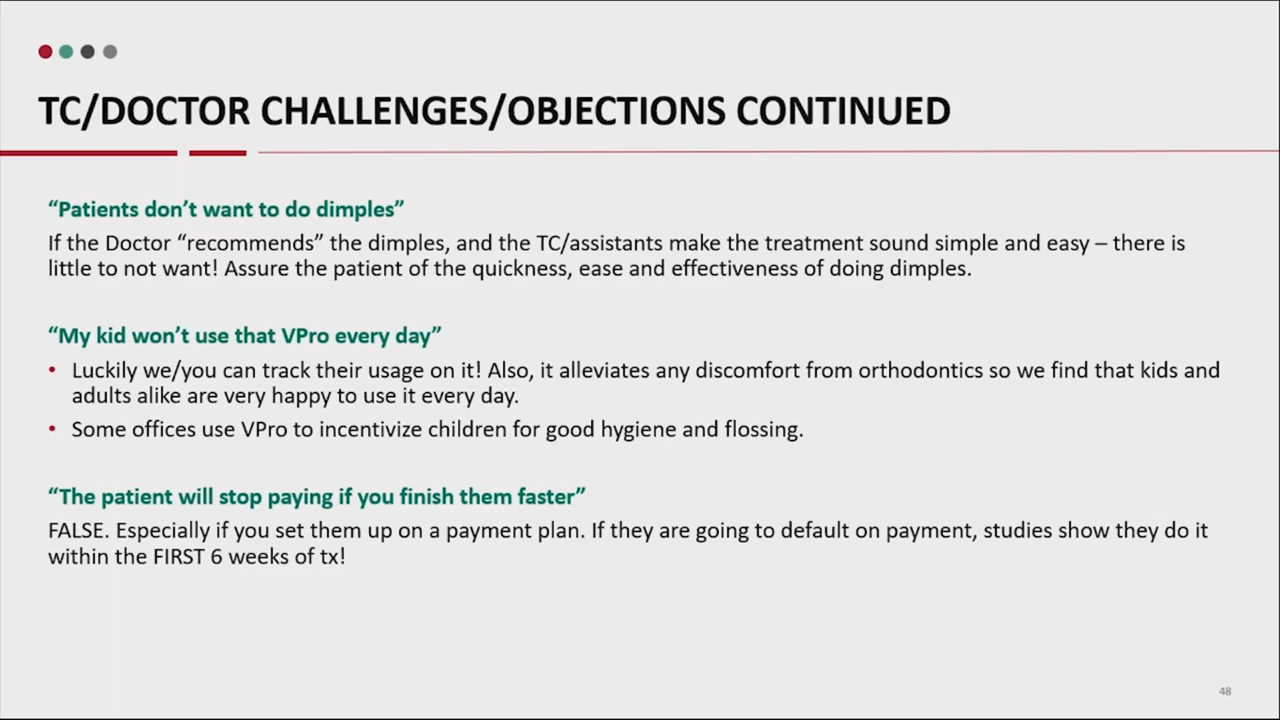 TC/DOCTOR CHALLENGES/OBJECTIONS CONTINUED
“Patients don’t want to do dimples”
If the Doctor “recommends” the dimples, and the TC/assistants make the treatment sound simple and easy – there is
little to not want! Assure the patient of the quickness, ease and effectiveness of doing dimples.
“My kid won’t use that VPro every day”
• Luckily we/you can track their usage on it! Also, it alleviates any discomfort from orthodontics so we find that kids and
adults alike are very happy to use it every day.
• Some offices use VPro to incentivize children for good hygiene and flossing.
“The patient will stop paying if you finish them faster”
FALSE. Especially if you set them up on a payment plan. If they are going to default on payment, studies show they do it
within the FIRST 6 weeks of tx!
48